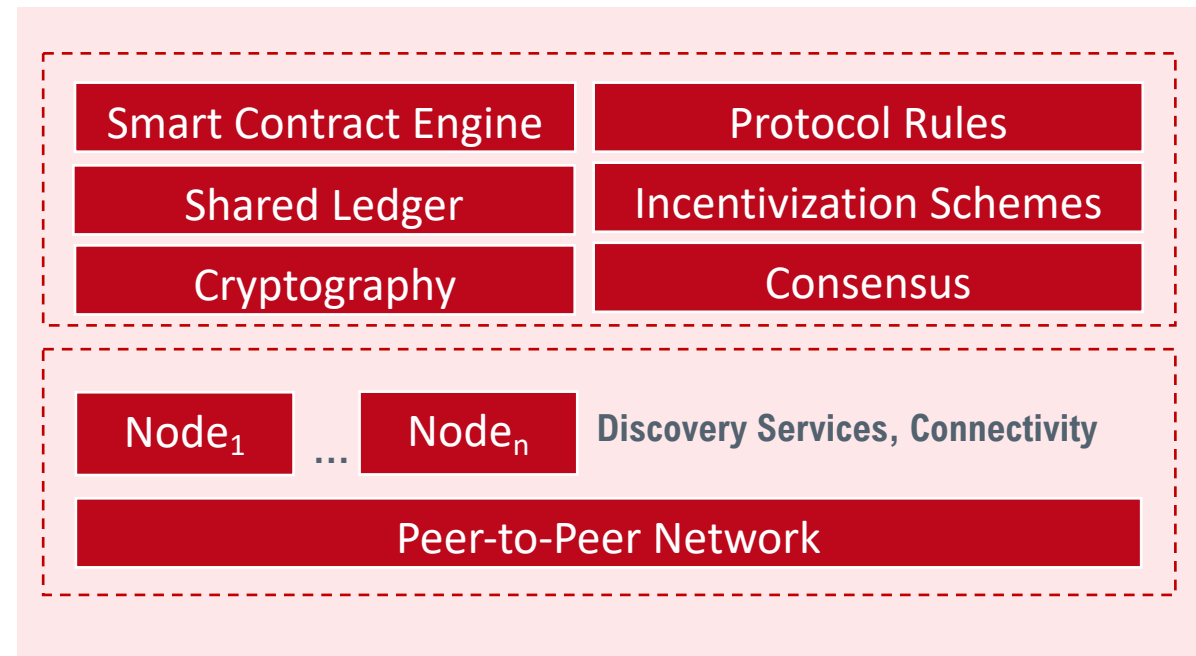 Smart Contract Engine
Protocol Rules
Shared Ledger
Incentivization Schemes
Cryptography
Consensus
Node₁ ... Nodeₙ Discovery Services, Connectivity
Peer-to-Peer Network